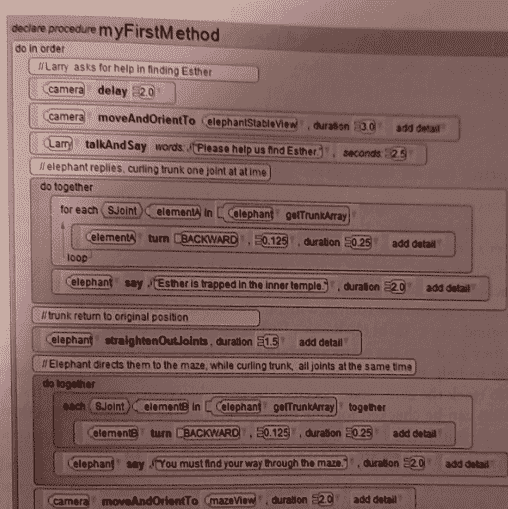 declare procedure myFirstMethod
do in order
//Larry asks for help in finding Esther
camera delay 2.0
camera moveAndOrientTo elephantStableView , duration 3.0 add detail
Larry talkAndSay words: "Please help us find Esther." , seconds: 2.5
//elephant replies, curling trunk one joint at at ime
do together
for each SJoint elementA in elephant getTrunkArray
elementA turn BACKWARD , 0.125 , duration 0.25 add detail
loop
elephant say "Esther is trapped in the inner temple." , duration 2.0 add detail
//trunk return to original position
elephant straightenOutJoints , duration 1.5 add detail
//Elephant directs them to the maze, while curling trunk, all joints at the same time
do together
each SJoint elementB in elephant getTrunkArray together
elementB turn BACKWARD , 0.125 , duration 0.25 add detail
elephant say "You must find your way through the maze." , duration 2.0 add detail
camera moveAndOrientTo mazeView , duration 2.0 add detail